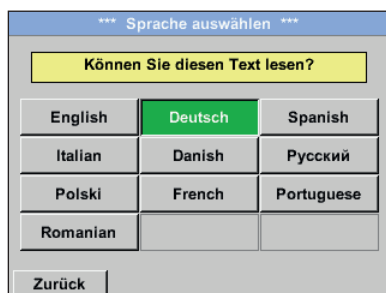 *** Sprache auswählen ***
Können Sie diesen Text lesen?
English Deutsch Spanish
Italian Danish Русский
Polski French Portuguese
Romanian
Zurück